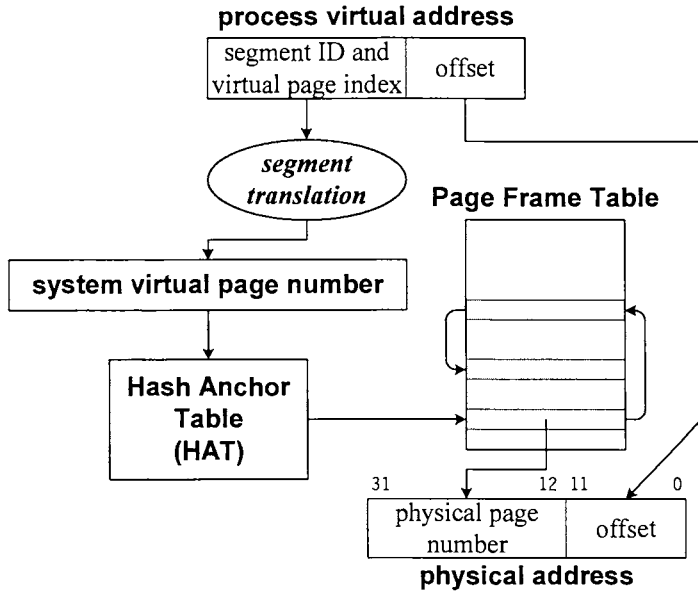 process virtual address
segment ID and
virtual page index
offset
segment
translation
Page Frame Table
system virtual page number
Hash Anchor
Table
(HAT)
31 12 11 0
physical page
number
offset
physical address